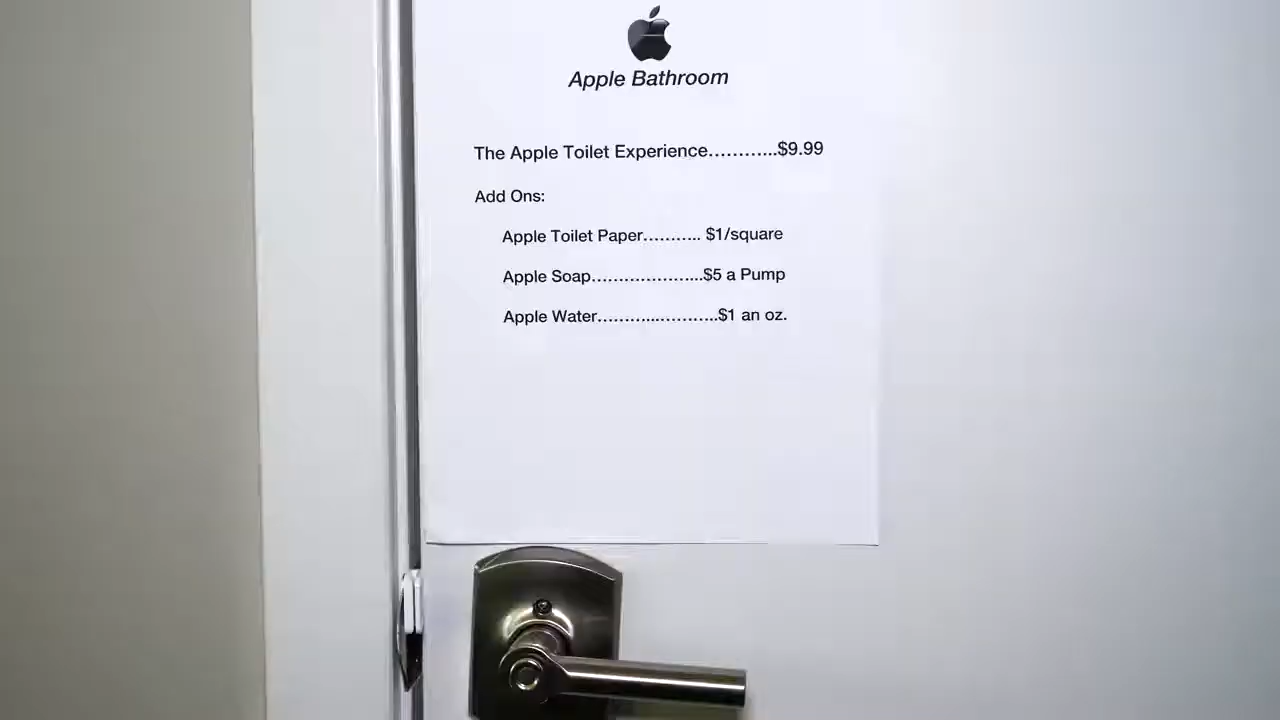 Apple Bathroom
The Apple Toilet Experience…………..$9.99
Add Ons:
Apple Toilet Paper……….. $1/square
Apple Soap………………...$5 a Pump
Apple Water………...………..$1 an oz.